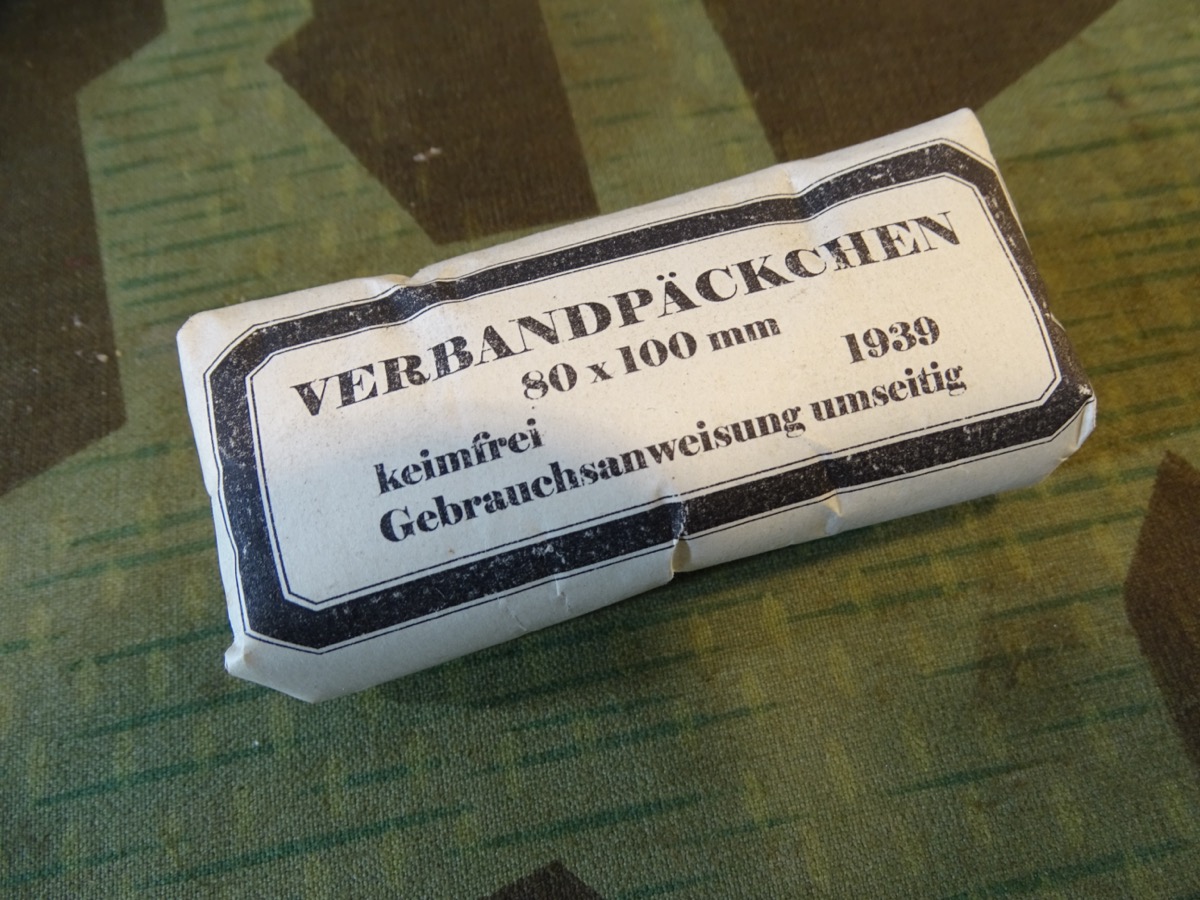 VERBANDPÄCKCHEN
80 x 100 mm
1939
keimfrei
Gebrauchsanweisung umseitig